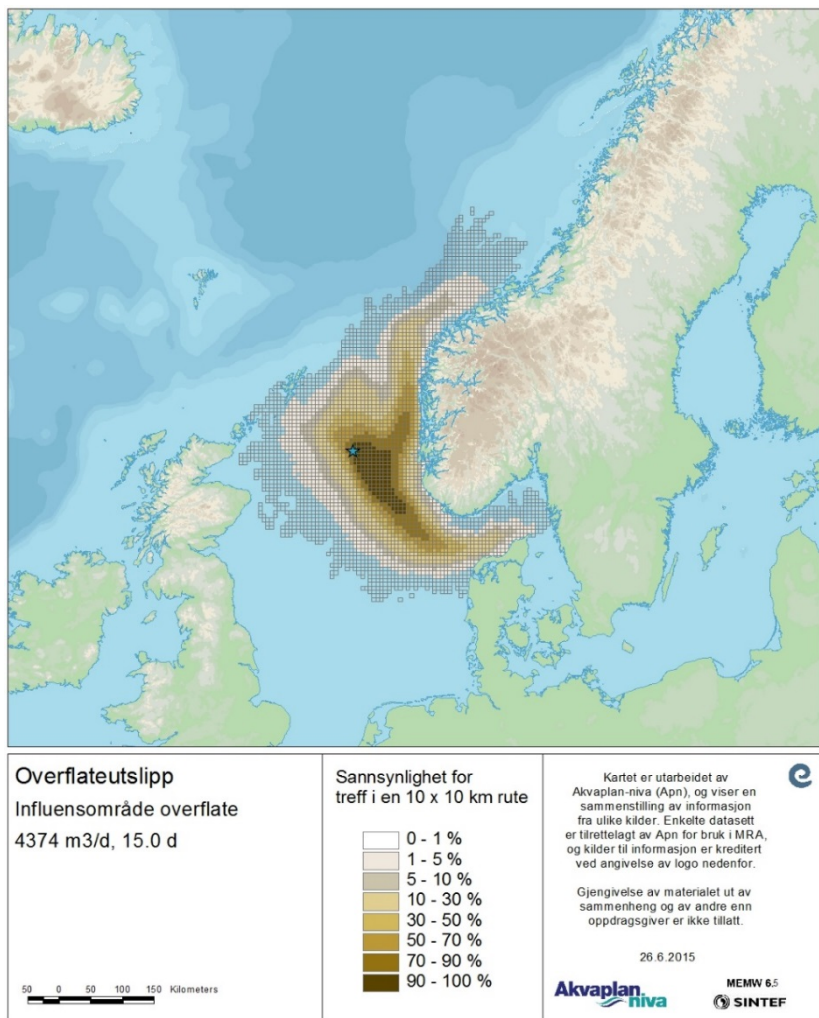 Overflateutslipp
Influensområde overflate
4374 m3/d, 15.0 d
50 0 50 100 150 Kilometers
Sannsynlighet for
treff i en 10 x 10 km rute
0 - 1 %
1 - 5 %
5 - 10 %
10 - 30 %
30 - 50 %
50 - 70 %
70 - 90 %
90 - 100 %
Kartet er utarbeidet av
Akvaplan-niva (Apn), og viser en
sammenstilling av informasjon
fra ulike kilder. Enkelte datasett
er tilrettelagt av Apn for bruk i MRA,
og kilder til informasjon er kreditert
ved angivelse av logo nedenfor.
Gjengivelse av materialet ut av
sammenheng og av andre enn
oppdragsgiver er ikke tillatt.
26.6.2015
Akvaplan
niva
MEMW 6.5
SINTEF